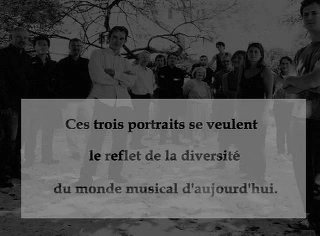 Ces trois portraits se veulent
le reflet de la diversité
du monde musical d'aujourd'hui.